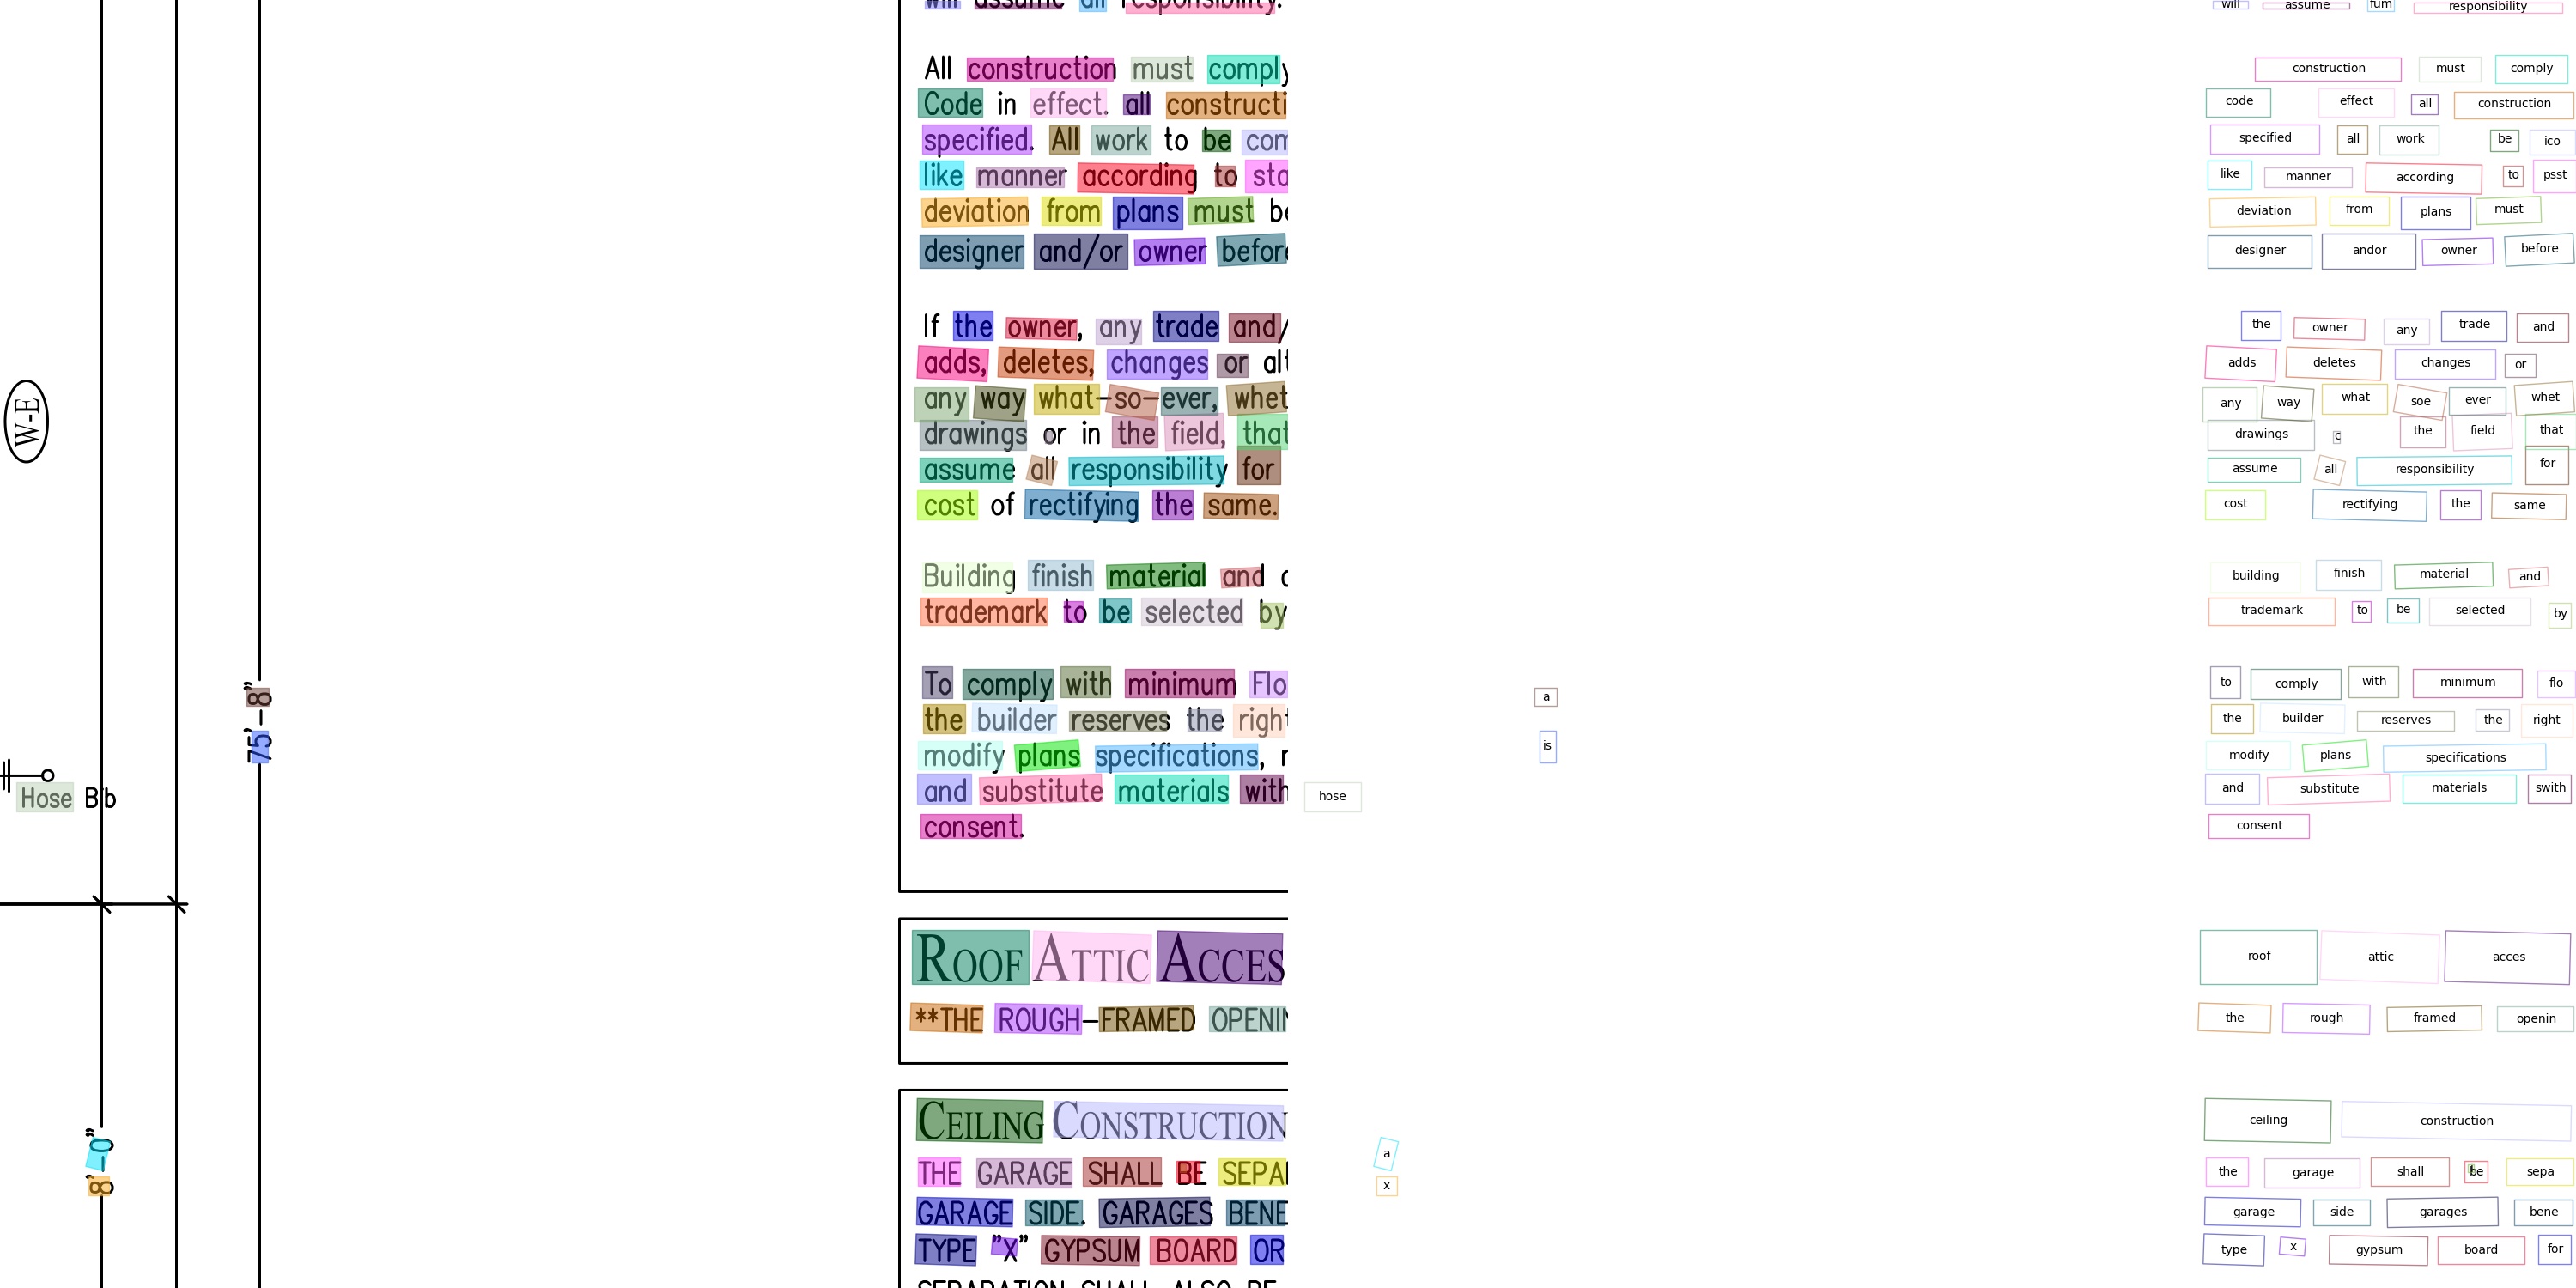 will assume all responsibility.
All construction must comply
Code in effect. all constructi
specified. All work to be com
like manner according to sta
deviation from plans must be
designer and/or owner before
If the owner, any trade and/
adds, deletes, changes or alt
any way what-so-ever, whet
drawings or in the field, that
assume all responsibility for
cost of rectifying the same.
Building finish material and
trademark to be selected by
To comply with minimum Flo
the builder reserves the right
modify plans specifications,
and substitute materials with
consent.
ROOF ATTIC ACCES
**THE ROUGH-FRAMED OPENIN
CEILING CONSTRUCTION
THE GARAGE SHALL BE SEPA
GARAGE SIDE. GARAGES BENE
TYPE "X" GYPSUM BOARD OR
SEPARATION SHALL ALSO BE
W-E
75'-8"
Hose Bib
8'-0"
will assume fum responsibility
construction must comply
code effect all construction
specified all work be ico
like manner according to psst
deviation from plans must
designer andor owner before
the owner any trade and
adds deletes changes or
any way what soe ever whet
drawings c the field that
assume all responsibility for
cost rectifying the same
building finish material and
trademark to be selected by
to comply with minimum flo
the builder reserves the right
modify plans specifications
and substitute materials swith
consent
a
is
hose
roof attic acces
the rough framed openin
ceiling construction
the garage shall be sepa
garage side garages bene
type x gypsum board for
a
x